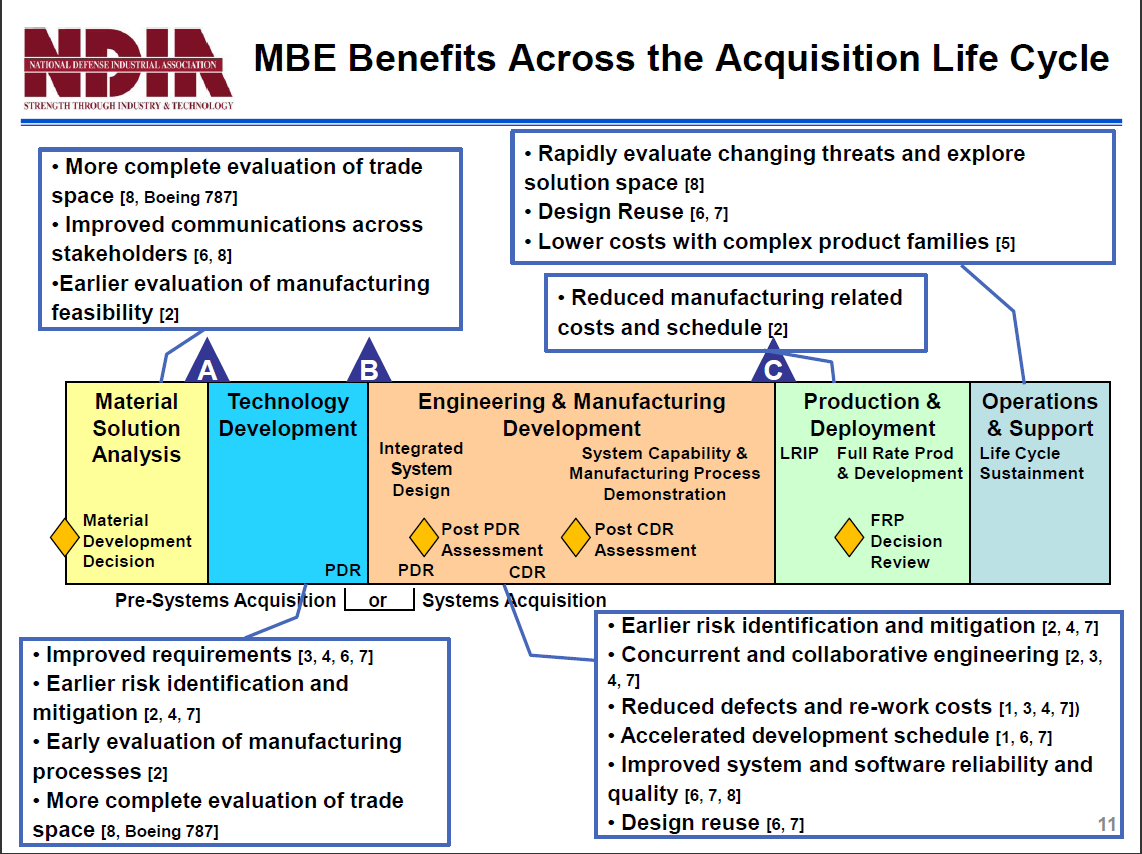 NDIA
NATIONAL DEFENSE INDUSTRIAL ASSOCIATION
STRENGTH THROUGH INDUSTRY & TECHNOLOGY
MBE Benefits Across the Acquisition Life Cycle
• More complete evaluation of trade
space [8, Boeing 787]
• Improved communications across
stakeholders [6, 8]
•Earlier evaluation of manufacturing
feasibility [2]
• Rapidly evaluate changing threats and explore
solution space [8]
• Design Reuse [6, 7]
• Lower costs with complex product families [5]
• Reduced manufacturing related
costs and schedule [2]
A
B
C
Material
Solution
Analysis
Material
Development
Decision
Technology
Development
PDR
Engineering & Manufacturing
Development
Integrated
System
Design
System Capability &
Manufacturing Process
Demonstration
Post PDR
Assessment
Post CDR
Assessment
PDR
CDR
Production &
Deployment
LRIP
Full Rate Prod
& Development
FRP
Decision
Review
Operations
& Support
Life Cycle
Sustainment
Pre-Systems Acquisition
or
Systems Acquisition
• Improved requirements [3, 4, 6, 7]
• Earlier risk identification and
mitigation [2, 4, 7]
• Early evaluation of manufacturing
processes [2]
• More complete evaluation of trade
space [8, Boeing 787]
• Earlier risk identification and mitigation [2, 4, 7]
• Concurrent and collaborative engineering [2, 3,
4, 7]
• Reduced defects and re-work costs [1, 3, 4, 7])
• Accelerated development schedule [1, 6, 7]
• Improved system and software reliability and
quality [6, 7, 8]
• Design reuse [6, 7]
11